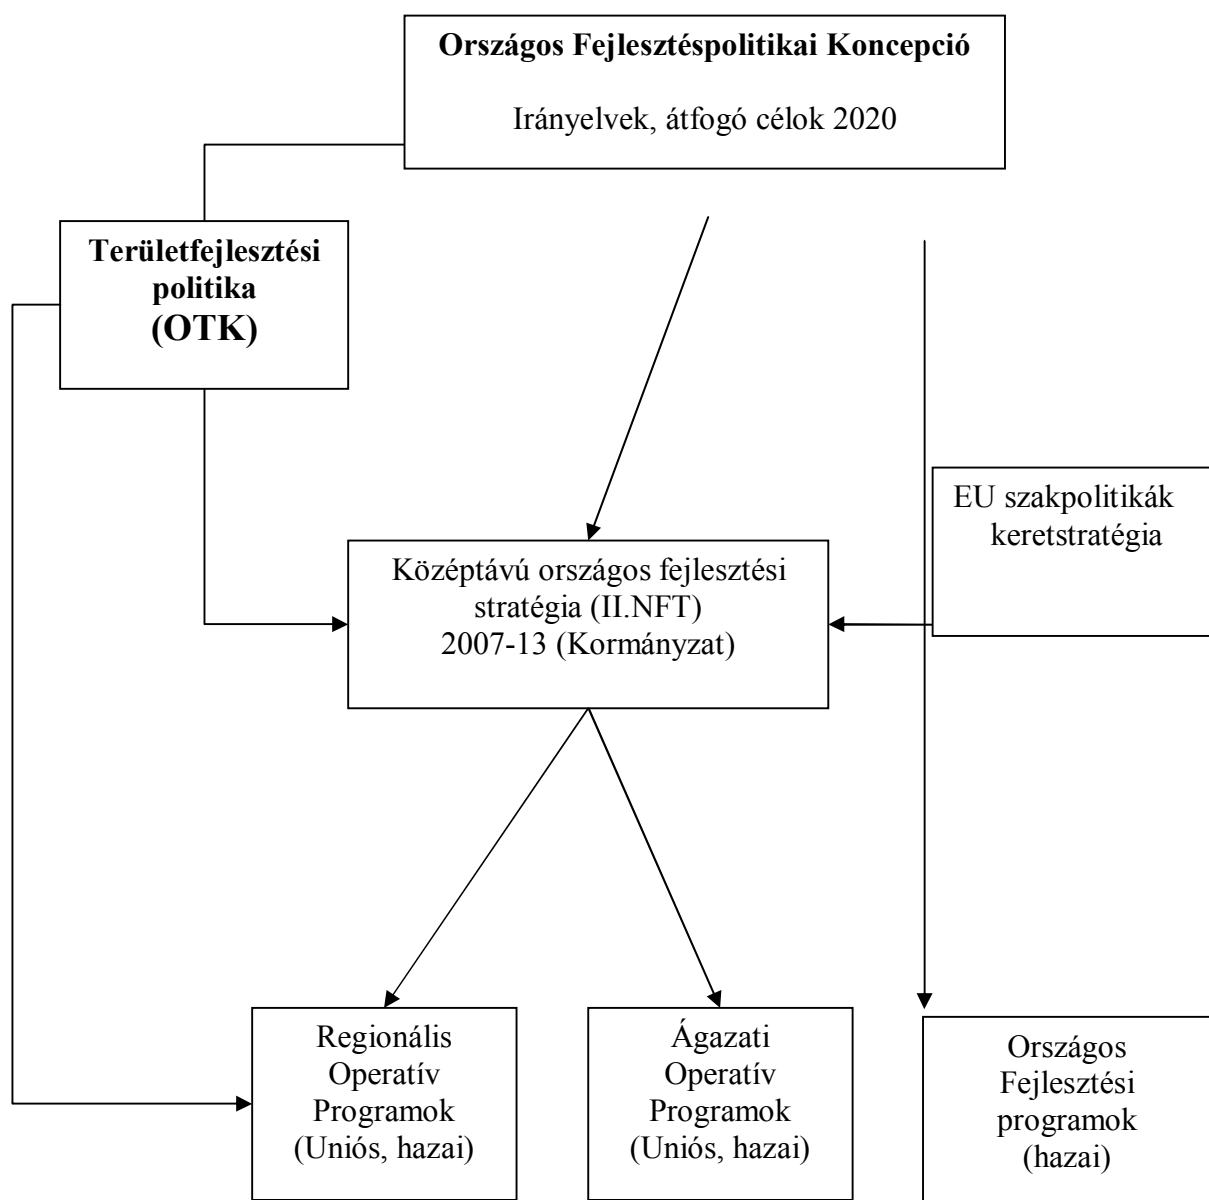 Országos Fejlesztéspolitikai Koncepció
Irányelvek, átfogó célok 2020
Területfejlesztési
politika
(OTK)
EU szakpolitikák
keretstratégia
Középtávú országos fejlesztési
stratégia (II.NFT)
2007-13 (Kormányzat)
Regionális
Operatív
Programok
(Uniós, hazai)
Ágazati
Operatív
Programok
(Uniós, hazai)
Országos
Fejlesztési
programok
(hazai)